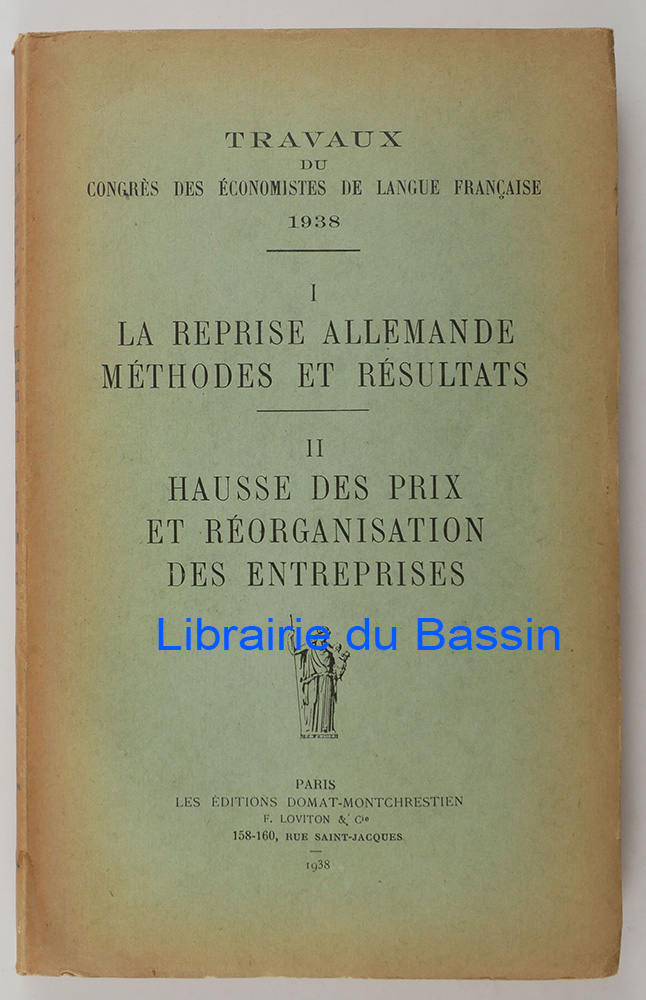 TRAVAUX
DU
CONGRÈS DES ÉCONOMISTES DE LANGUE FRANÇAISE
1938
I
LA REPRISE ALLEMANDE
MÉTHODES ET RÉSULTATS
II
HAUSSE DES PRIX
ET RÉORGANISATION
DES ENTREPRISES
Librairie du Bassin
PARIS
LES ÉDITIONS DOMAT-MONTCHRESTIEN
F. LOVITON & Cie
158-160, RUE SAINT-JACQUES
1938